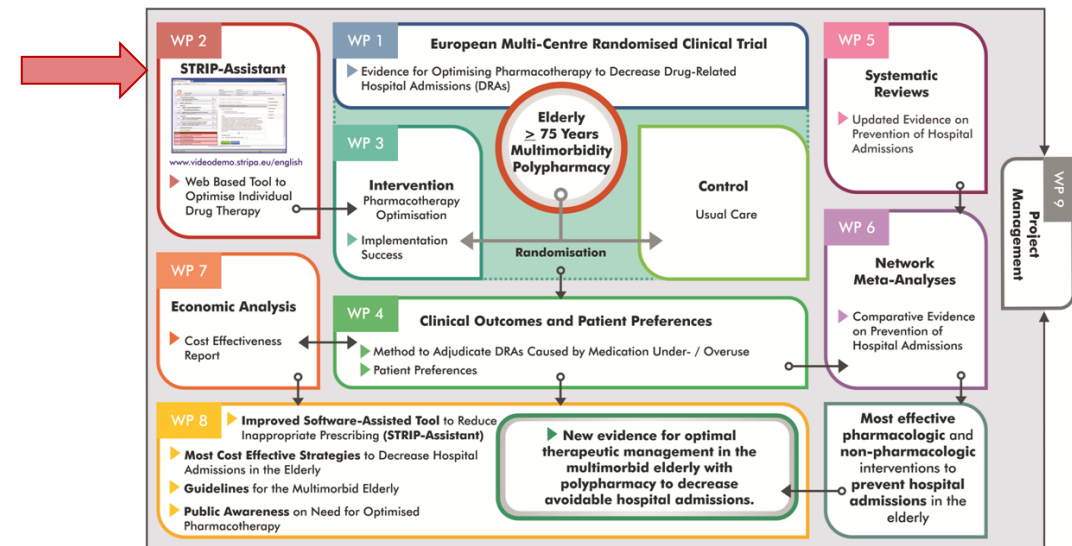 WP 2
STRIP-Assistant
www.videodemo.stripa.eu/english
Web Based Tool to
Optimise Individual
Drug Therapy
WP 1
European Multi-Centre Randomised Clinical Trial
Evidence for Optimising Pharmacotherapy to Decrease Drug-Related
Hospital Admissions (DRAs)
Elderly
≥ 75 Years
Multimorbidity
Polypharmacy
WP 3
Intervention
Pharmacotherapy
Optimisation
Implementation
Success
Randomisation
Control
Usual Care
WP 5
Systematic
Reviews
Updated Evidence on
Prevention of Hospital
Admissions
WP 9
Project
Management
WP 6
Network
Meta-Analyses
Comparative Evidence
on Prevention of
Hospital Admissions
WP 7
Economic Analysis
Cost Effectiveness
Report
WP 4
Clinical Outcomes and Patient Preferences
Method to Adjudicate DRAs Caused by Medication Under- / Overuse
Patient Preferences
WP 8
Improved Software-Assisted Tool to Reduce
Inappropriate Prescribing (STRIP-Assistant)
Most Cost Effective Strategies to Decrease Hospital
Admissions in the Elderly
Guidelines for the Multimorbid Elderly
Public Awareness on Need for Optimised
Pharmacotherapy
New evidence for optimal
therapeutic management in the
multimorbid elderly with
polypharmacy to decrease
avoidable hospital admissions.
Most effective
pharmacologic and
non-pharmacologic
interventions to
prevent hospital
admissions in the
elderly